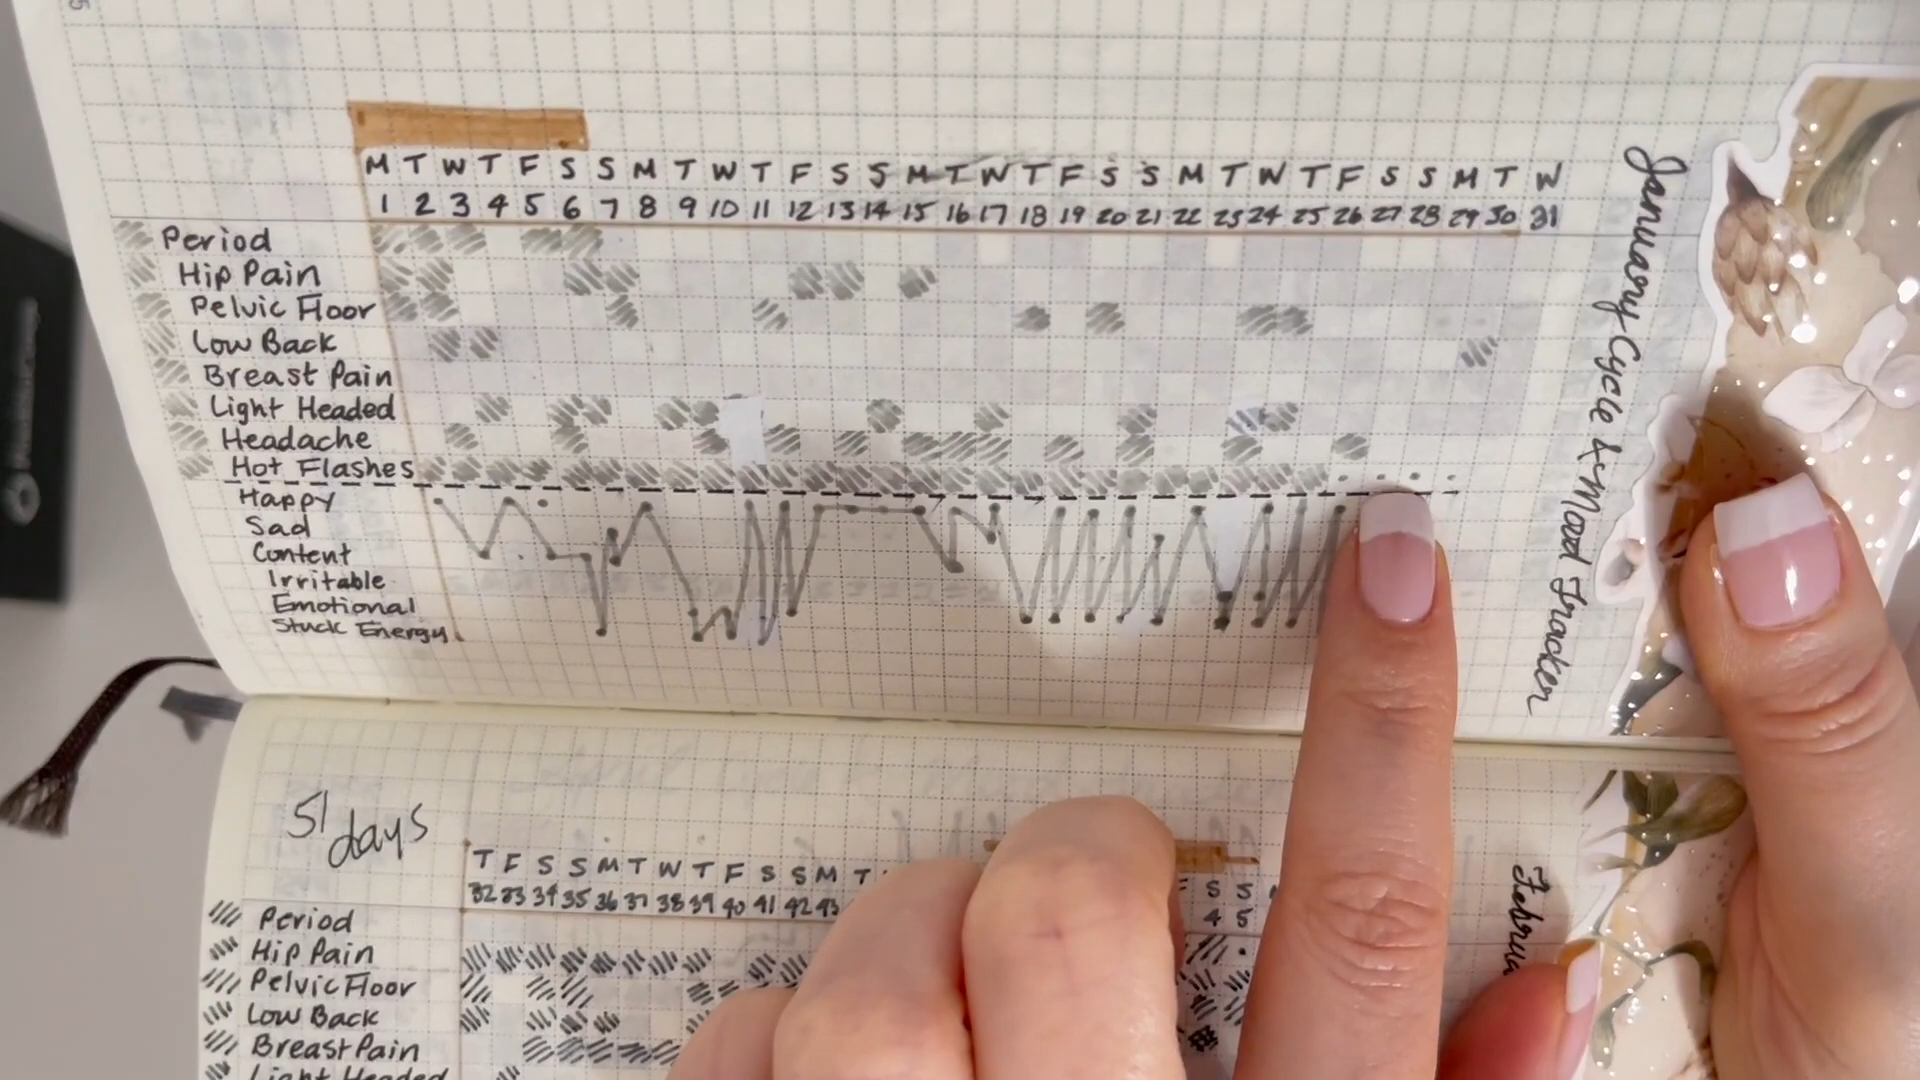 January Cycle & Mood Tracker
M T W T F S S M T W T F S S M T W T F S S M T W T F S S M T W
1 2 3 4 5 6 7 8 9 10 11 12 13 14 15 16 17 18 19 20 21 22 23 24 25 26 27 28 29 30 31
Period
Hip Pain
Pelvic Floor
Low Back
Breast Pain
Light Headed
Headache
Hot Flashes
Happy
Sad
Content
Irritable
Emotional
Stuck Energy
51 days
T F S S M T W T F S S M T
S S
32 33 34 35 36 37 38 39 40 41 42 43
4 5
Period
Hip Pain
Pelvic Floor
Low Back
Breast Pain
Light Headed